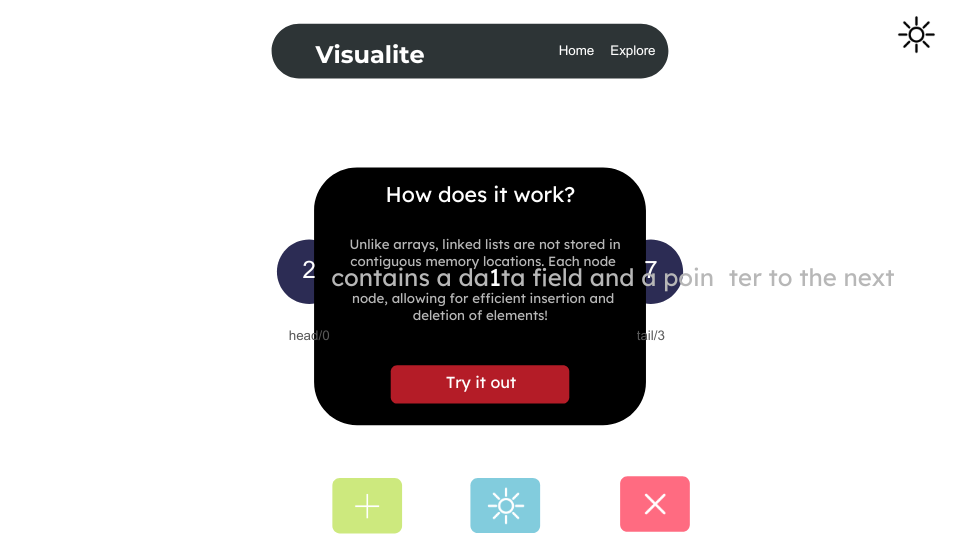 Visualite
Home Explore
How does it work?
Unlike arrays, linked lists are not stored in
contiguous memory locations. Each node
2 7
contains a da1ta field and a poin ter to the next
node, allowing for efficient insertion and
deletion of elements!
head/0 tail/3
Try it out